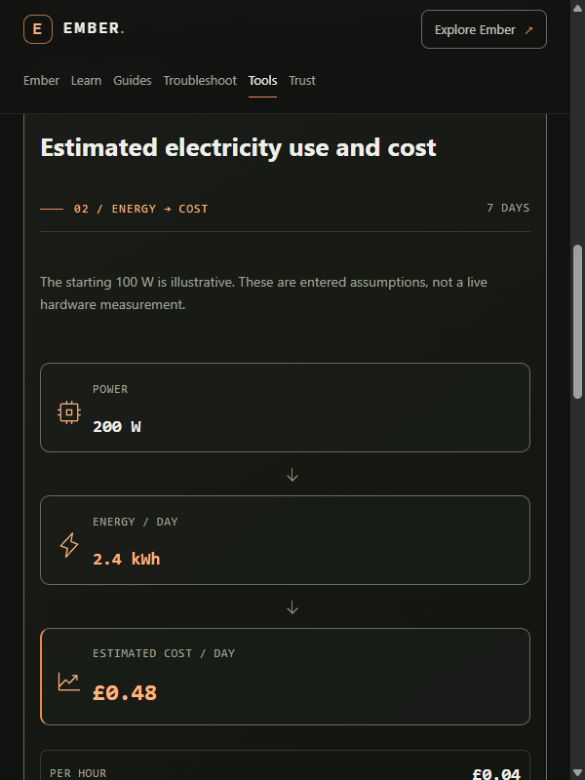 E EMBER.
Explore Ember ↗
Ember Learn Guides Troubleshoot Tools Trust
Estimated electricity use and cost
02 / ENERGY → COST
7 DAYS
The starting 100 W is illustrative. These are entered assumptions, not a live
hardware measurement.
POWER
200 W
↓
ENERGY / DAY
2.4 kWh
↓
ESTIMATED COST / DAY
£0.48
PER HOUR
£0.04